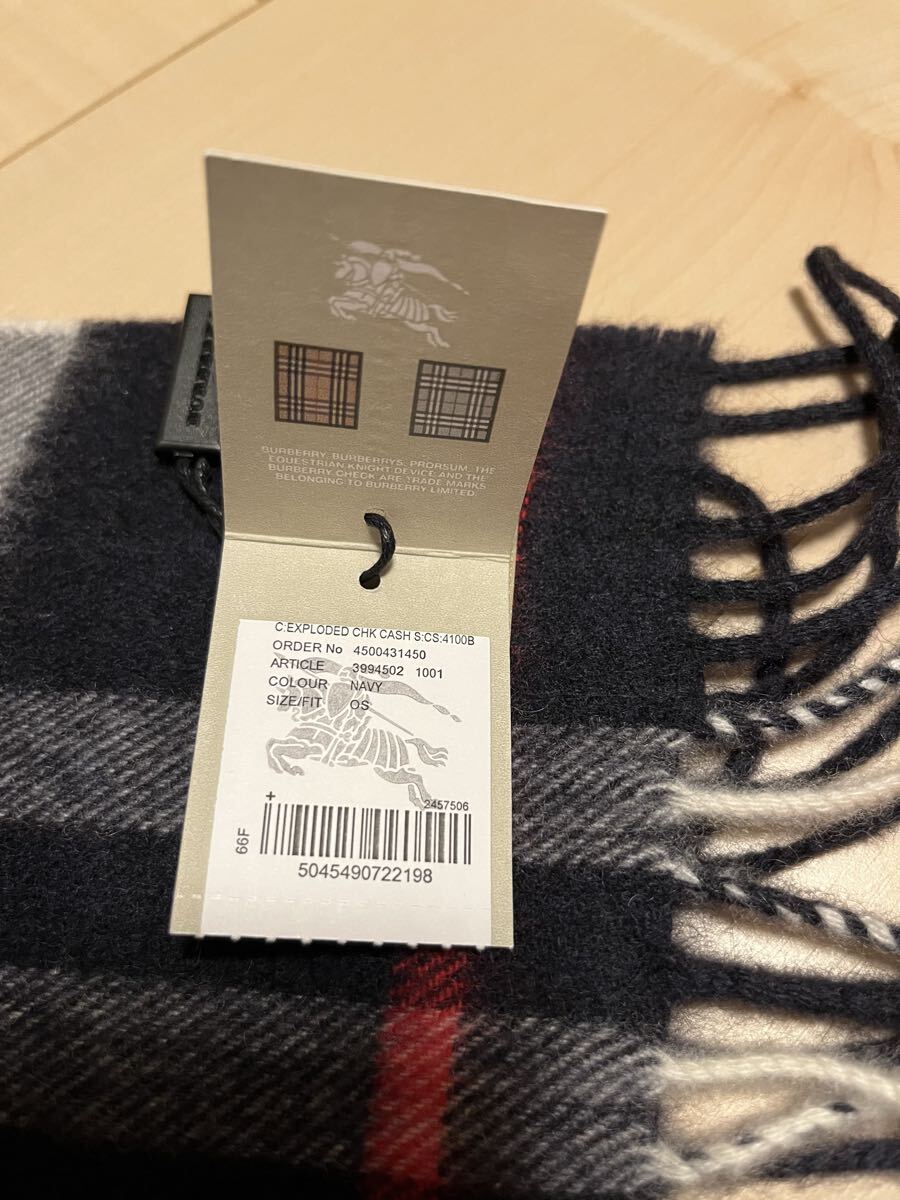 BURBERRY, BURBERRYS, PRORSUM, THE
EQUESTRIAN KNIGHT DEVICE AND THE
BURBERRY CHECK ARE TRADE MARKS
BELONGING TO BURBERRY LIMITED.
C:EXPLODED CHK CASH S:CS:4100B
ORDER No 4500431450
ARTICLE 3994502 1001
COLOUR NAVY
SIZE/FIT OS
+
2457506
66F
5045490722198